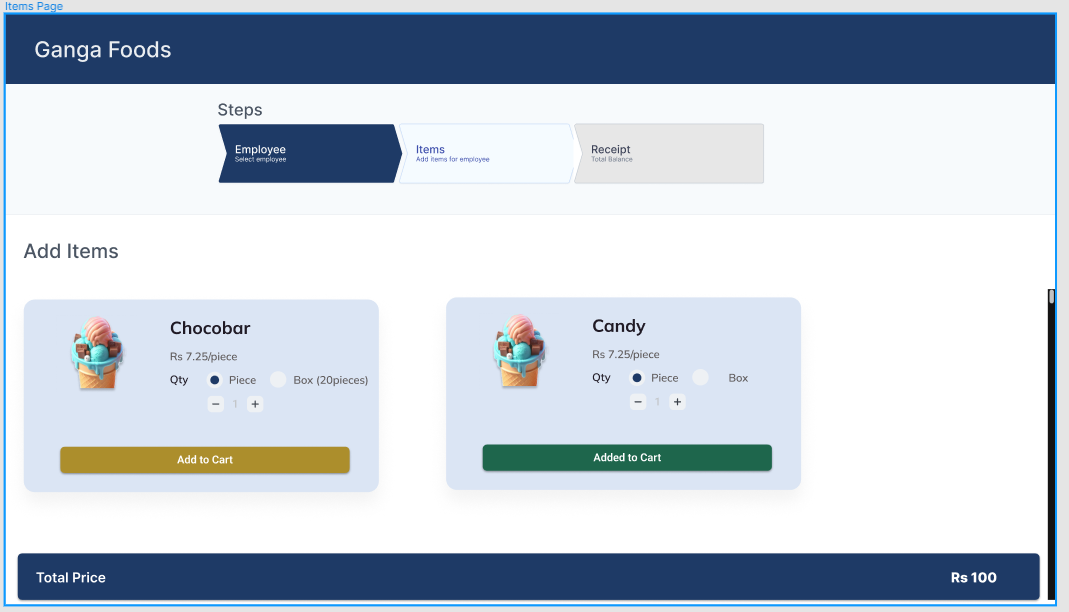 Items Page
Ganga Foods
Steps
Employee
Select employee
Items
Add items for employee
Receipt
Total Balance
Add Items
Chocobar
Rs 7.25/piece
Qty Piece Box (20pieces)
− 1 +
Add to Cart
Candy
Rs 7.25/piece
Qty Piece Box
− 1 +
Added to Cart
Total Price Rs 100